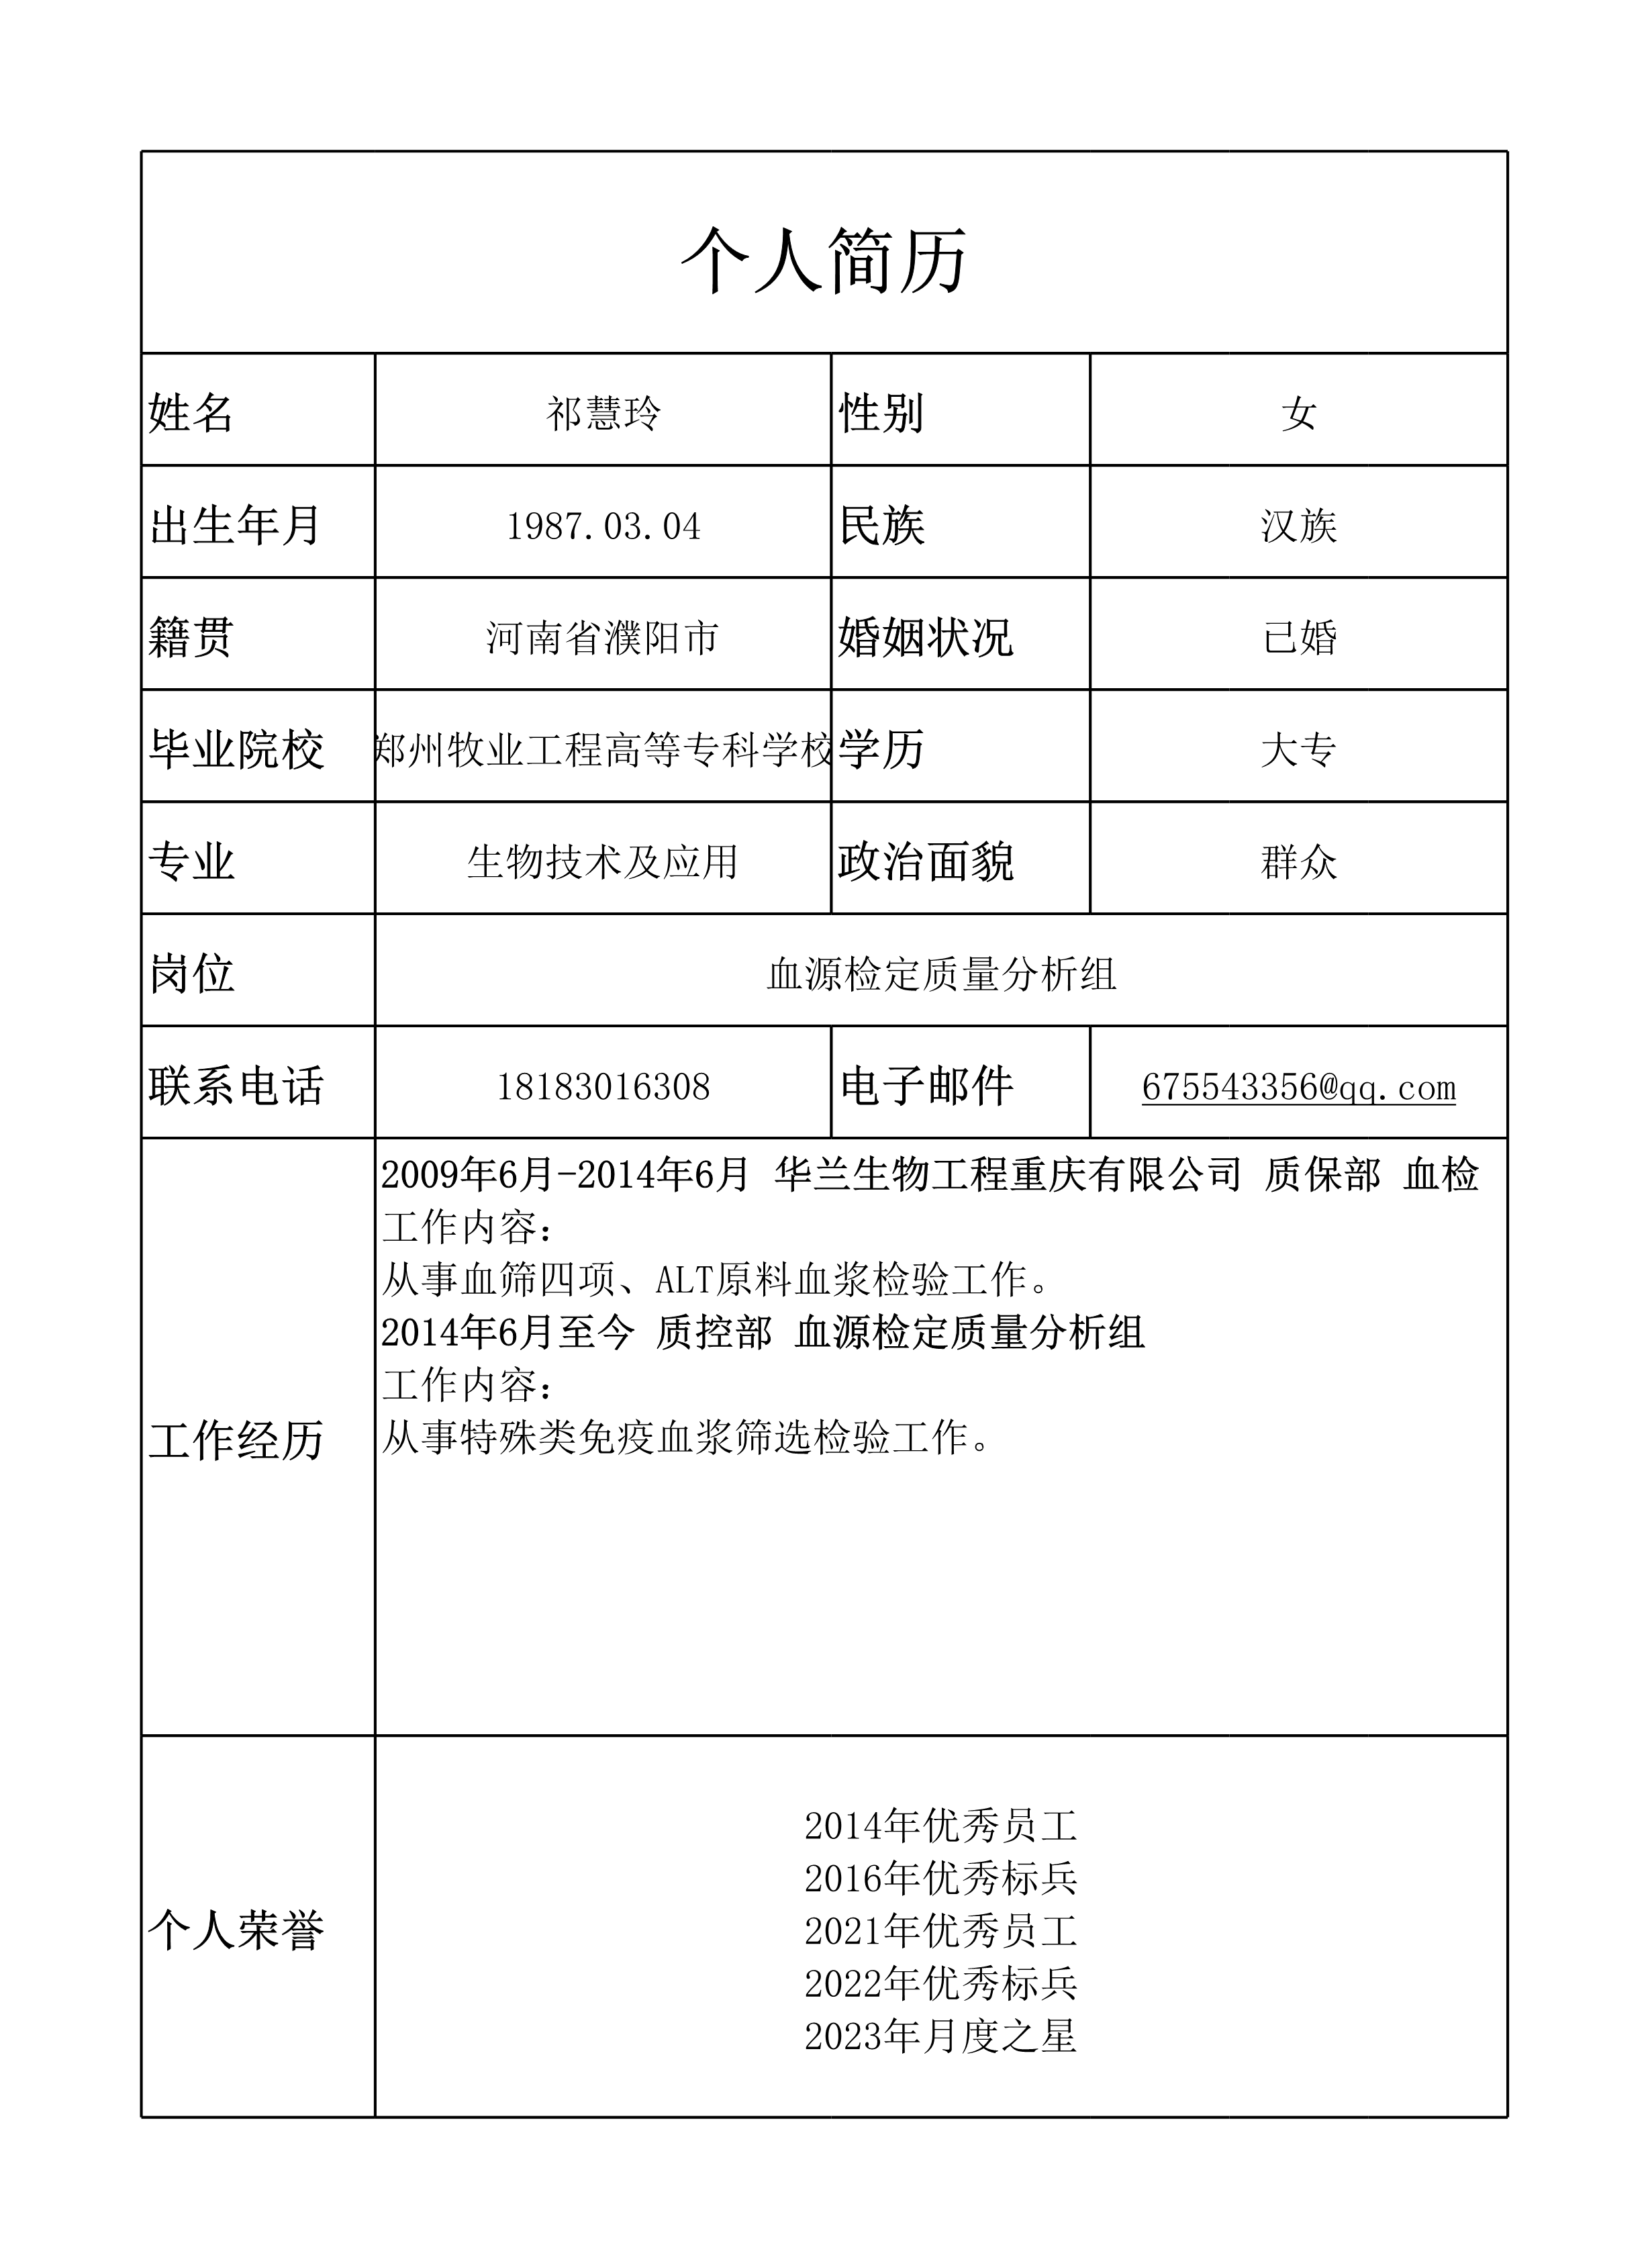 个人简历
姓名 祁慧玲 性别 女
出生年月 1987.03.04 民族 汉族
籍贯 河南省濮阳市 婚姻状况 已婚
毕业院校 郑州牧业工程高等专科学校 学历 大专
专业 生物技术及应用 政治面貌 群众
岗位 血源检定质量分析组
联系电话 18183016308 电子邮件 675543356@qq.com
工作经历
2009年6月-2014年6月 华兰生物工程重庆有限公司 质保部 血检
工作内容：
从事血筛四项、ALT原料血浆检验工作。
2014年6月至今 质控部 血源检定质量分析组
工作内容：
从事特殊类免疫血浆筛选检验工作。
个人荣誉
2014年优秀员工
2016年优秀标兵
2021年优秀员工
2022年优秀标兵
2023年月度之星